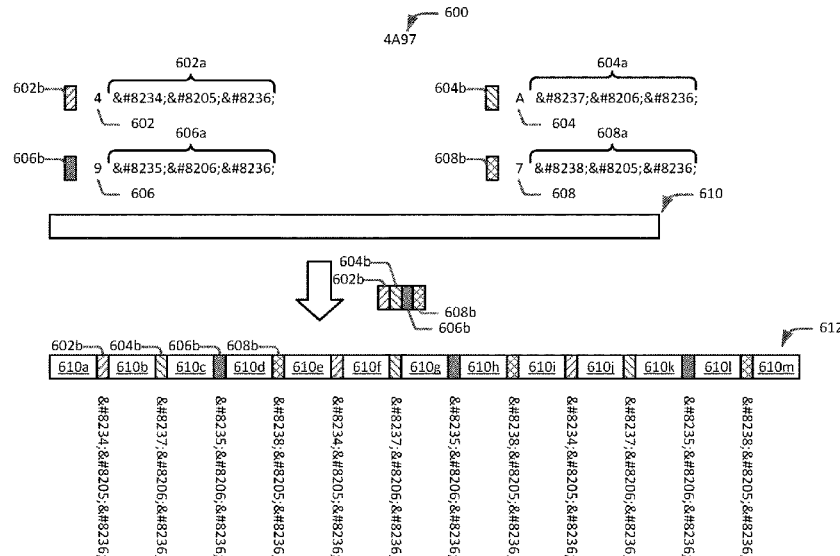 600
4A97
602a
604a
602b 4 &#8234;&#8205;&#8236; 604b A &#8237;&#8206;&#8236;
602 604
606a 608a
606b 9 &#8235;&#8206;&#8236; 608b 7 &#8238;&#8205;&#8236;
606 608 610
604b
602b
608b
606b
612
602b 604b 606b 608b
610a 610b 610c 610d 610e 610f 610g 610h 610i 610j 610k 610l 610m
&#8234;&#8205;&#8236;
&#8237;&#8206;&#8236;
&#8235;&#8206;&#8236;
&#8238;&#8205;&#8236;
&#8234;&#8205;&#8236;
&#8237;&#8206;&#8236;
&#8235;&#8206;&#8236;
&#8238;&#8205;&#8236;
&#8234;&#8205;&#8236;
&#8237;&#8206;&#8236;
&#8235;&#8206;&#8236;
&#8238;&#8205;&#8236;